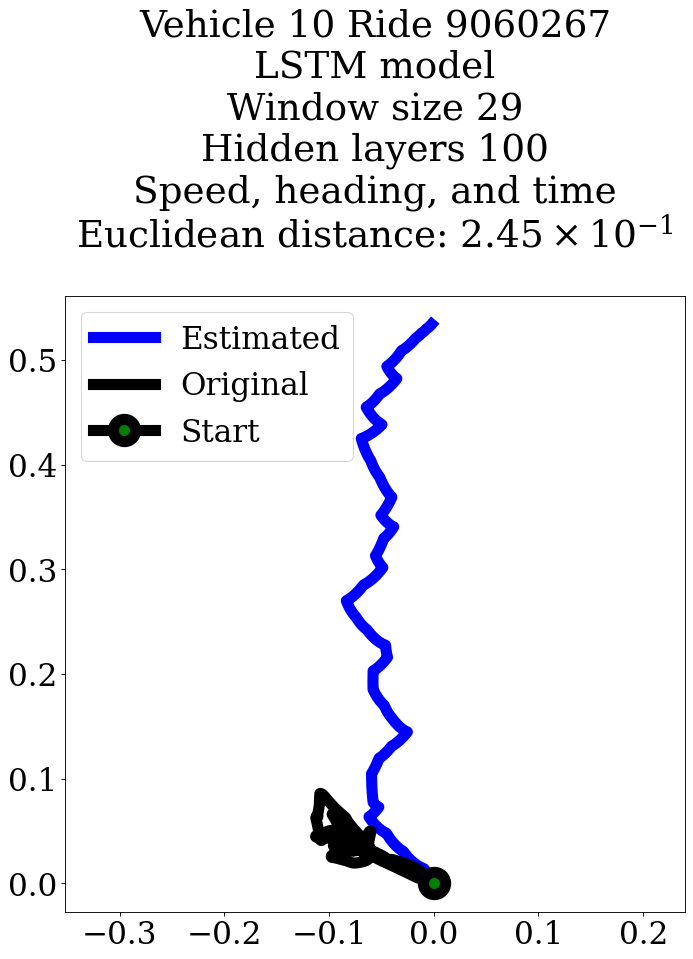 Vehicle 10 Ride 9060267
LSTM model
Window size 29
Hidden layers 100
Speed, heading, and time
Euclidean distance: 2.45 × 10⁻¹
Estimated
Original
Start
0.5
0.4
0.3
0.2
0.1
0.0
−0.3 −0.2 −0.1 0.0 0.1 0.2